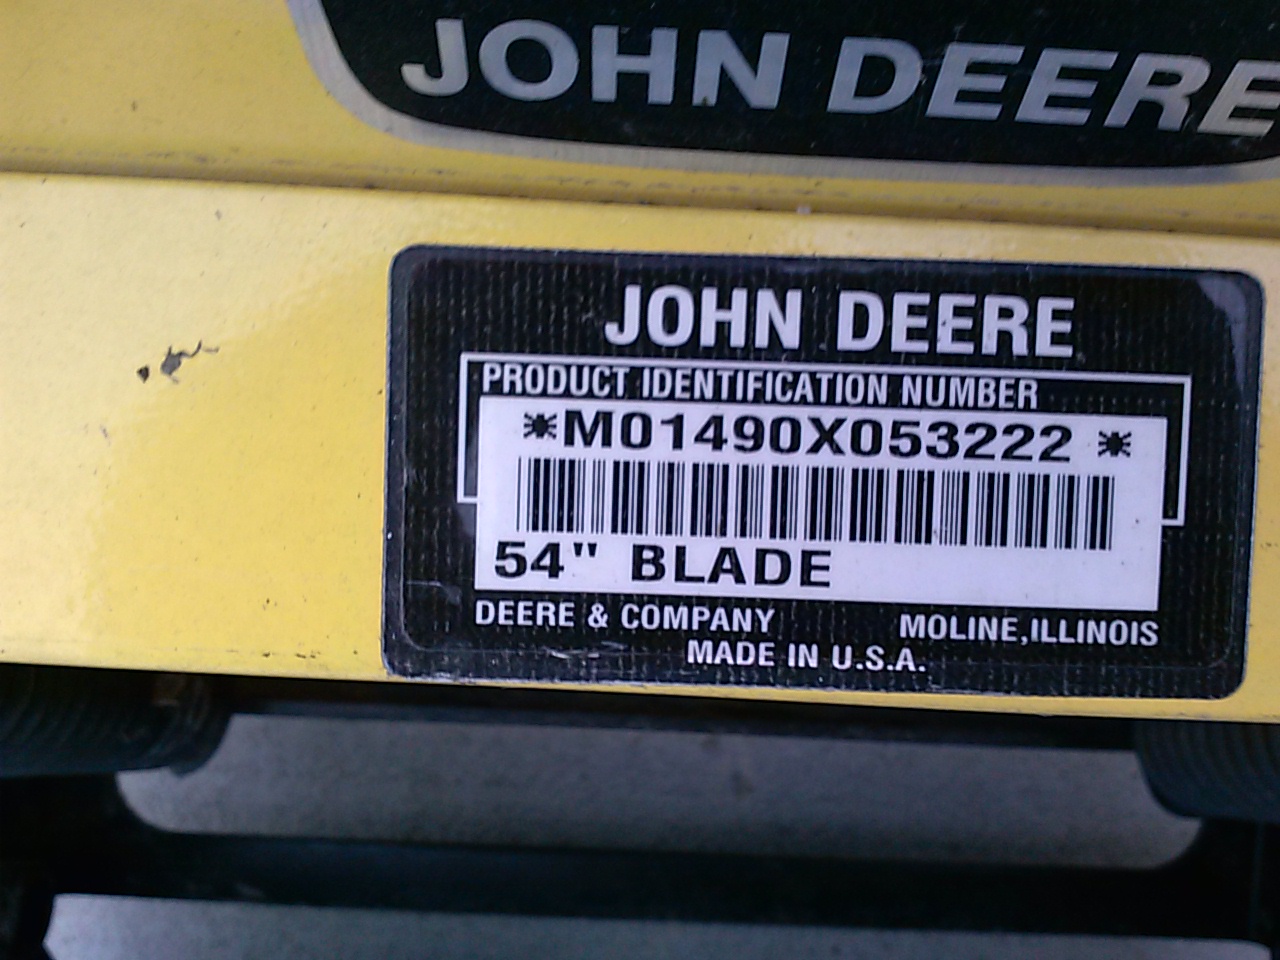 JOHN DEERE
JOHN DEERE
PRODUCT IDENTIFICATION NUMBER
*M01490X053222 *
54" BLADE
DEERE & COMPANY MOLINE,ILLINOIS
MADE IN U.S.A.